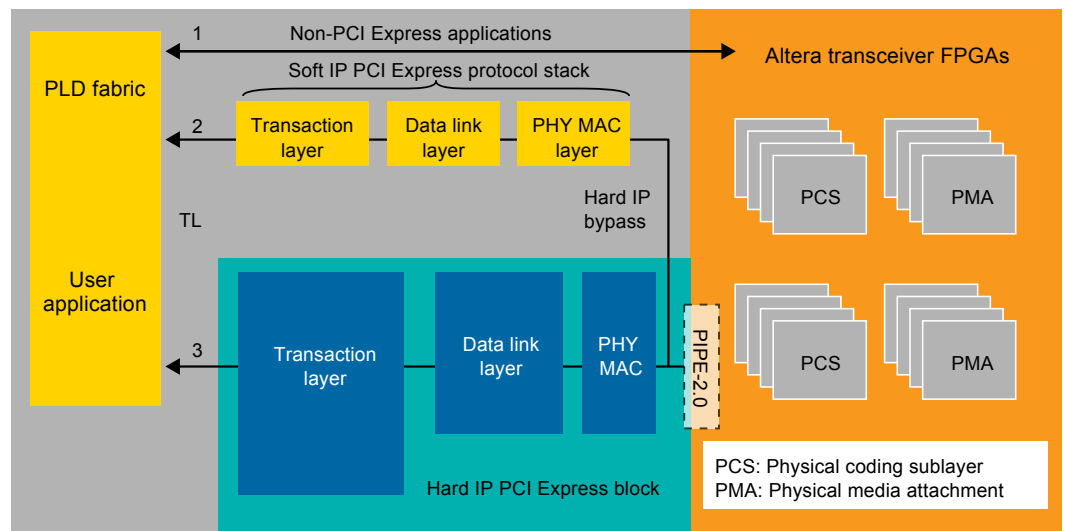 1
Non-PCI Express applications
Altera transceiver FPGAs
Soft IP PCI Express protocol stack
PLD fabric
2
Transaction
layer
Data link
layer
PHY MAC
layer
PCS
PMA
Hard IP
bypass
TL
User
application
3
Transaction
layer
Data link
layer
PHY
MAC
PIPE-2.0
PCS
PMA
Hard IP PCI Express block
PCS: Physical coding sublayer
PMA: Physical media attachment